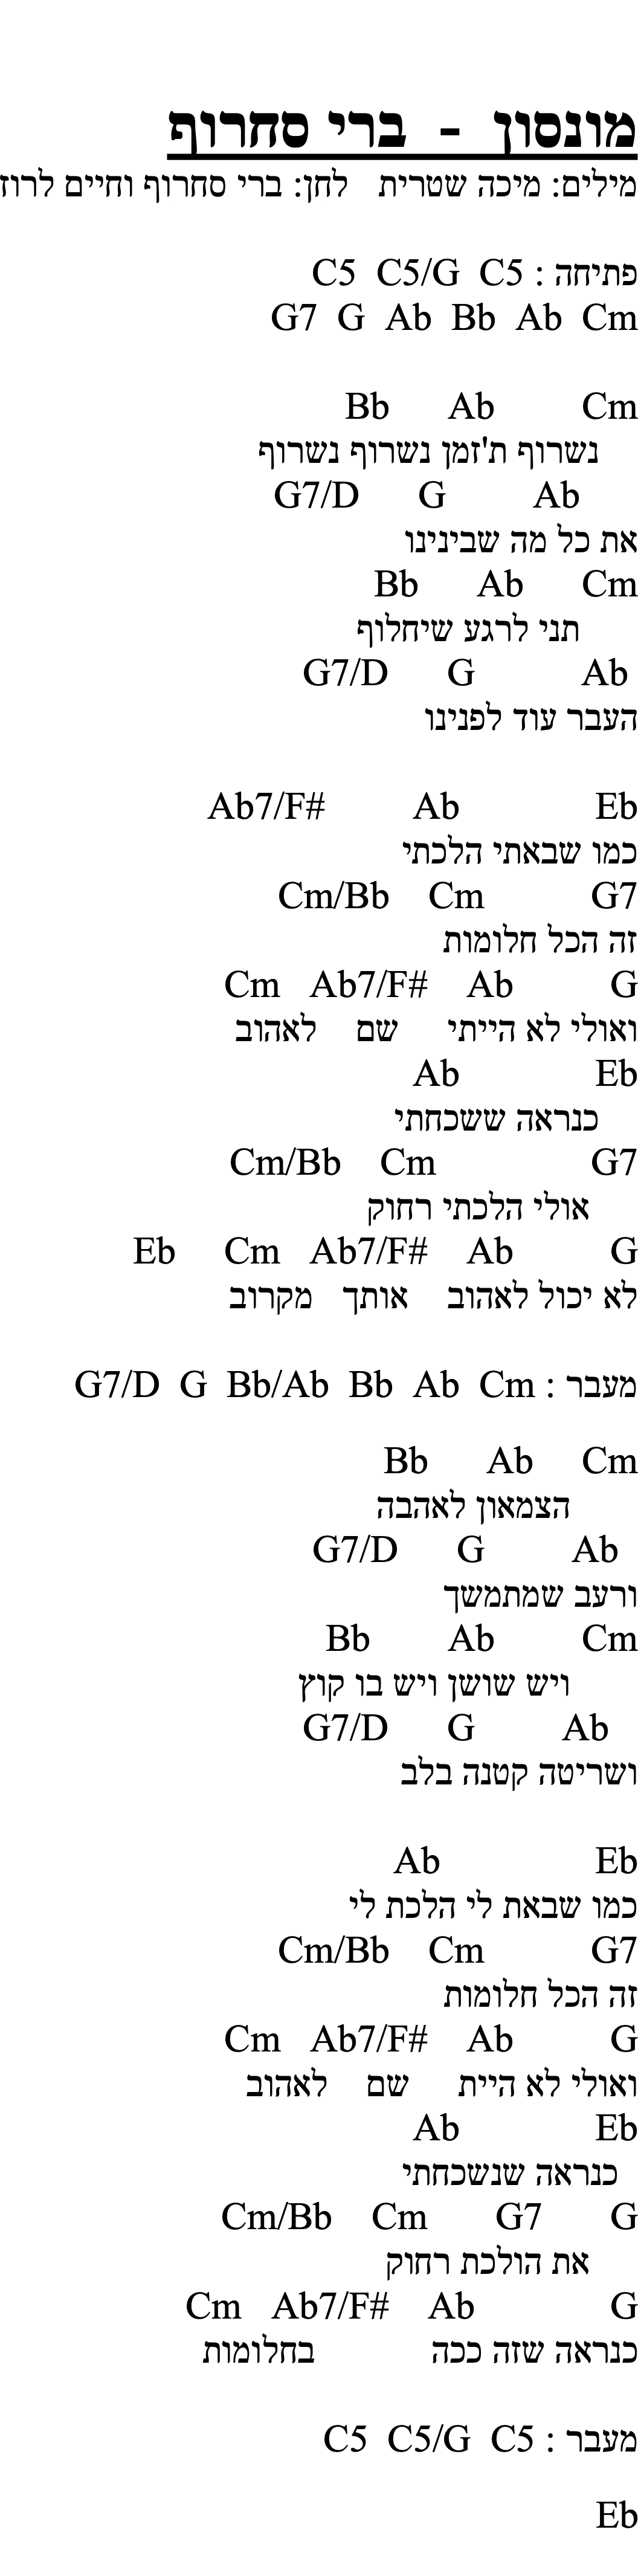 מונסון - ברי סחרוף
מילים: מיכה שטרית לחן: ברי סחרוף וחיים לרוז
פתיחה : C5 C5/G C5
Cm Ab Bb Ab G G7
Cm Ab Bb
נשרוף ת'זמן נשרוף נשרוף
Ab G G7/D
את כל מה שבינינו
Cm Ab Bb
תני לרגע שיחלוף
Ab G G7/D
העבר עוד לפנינו
Eb Ab Ab7/F#
כמו שבאתי הלכתי
G7 Cm Cm/Bb
זה הכל חלומות
G Ab Ab7/F# Cm
ואולי לא הייתי שם לאהוב
Eb Ab
כנראה ששכחתי
G7 Cm Cm/Bb
אולי הלכתי רחוק
G Ab Ab7/F# Cm Eb
לא יכול לאהוב אותך מקרוב
מעבר : Cm Ab Bb Bb/Ab G G7/D
Cm Ab Bb
הצמאון לאהבה
Ab G G7/D
ורעב שמתמשך
Cm Ab Bb
ויש שושן ויש בו קוץ
Ab G G7/D
ושריטה קטנה בלב
Eb Ab
כמו שבאת לי הלכת לי
G7 Cm Cm/Bb
זה הכל חלומות
G Ab Ab7/F# Cm
ואולי לא היית שם לאהוב
Eb Ab
כנראה שנשכחתי
G G7 Cm Cm/Bb
את הולכת רחוק
G Ab Ab7/F# Cm
כנראה שזה ככה בחלומות
מעבר : C5 C5/G C5
Eb